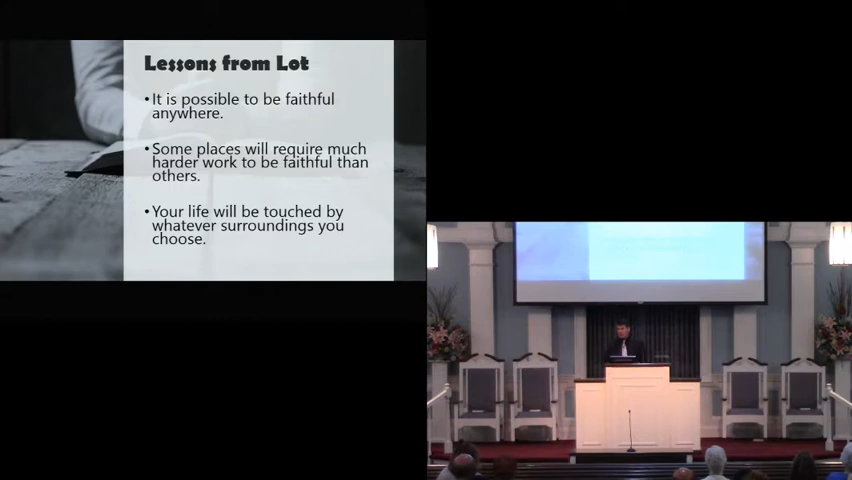 Lessons from Lot
•It is possible to be faithful
anywhere.
•Some places will require much
harder work to be faithful than
others.
•Your life will be touched by
whatever surroundings you
choose.